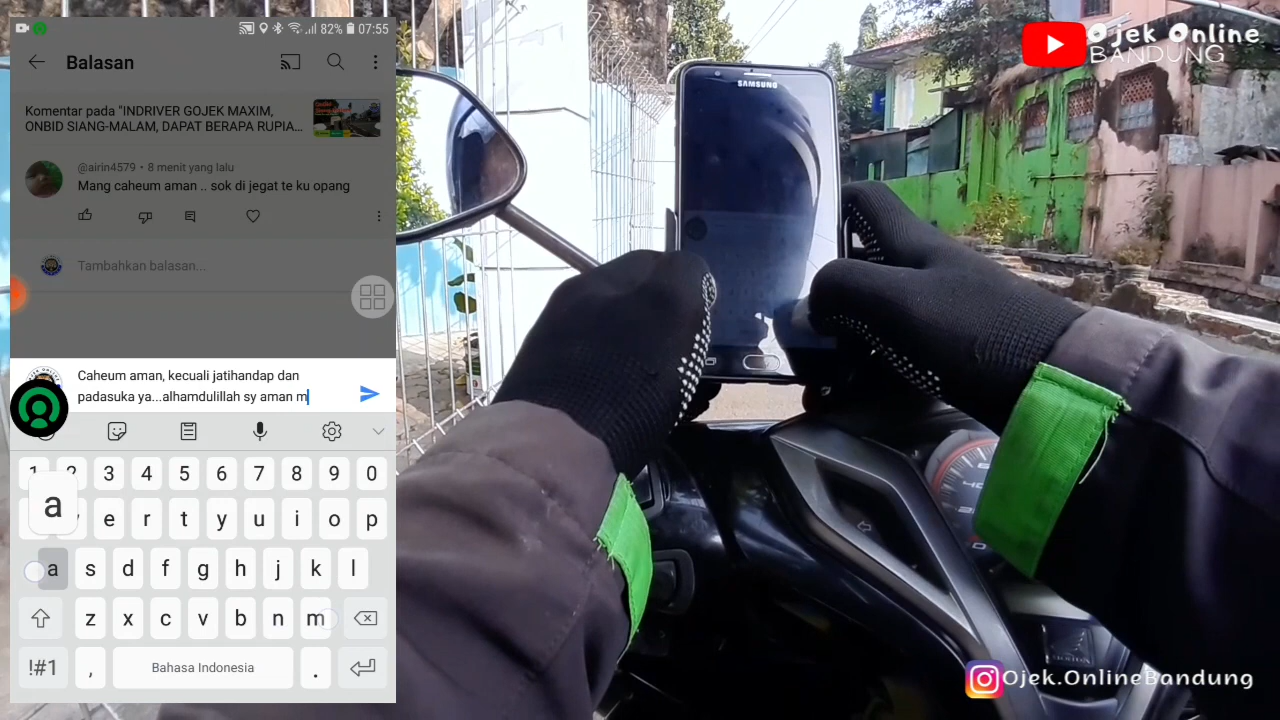 82% 07:55
Balasan
Komentar pada "INDRIVER GOJEK MAXIM,
ONBID SIANG-MALAM, DAPAT BERAPA RUPIA...
@airin4579 • 8 menit yang lalu
Mang caheum aman .. sok di jegat te ku opang
Tambahkan balasan...
Caheum aman, kecuali jatihandap dan
padasuka ya...alhamdulillah sy aman m
1 2 3 4 5 6 7 8 9 0
a
e r t y u i o p
a s d f g h j k l
z x c v b n m
!#1 , Bahasa Indonesia .
SAMSUNG
Ojek Online
BANDUNG
Ojek.OnlineBandung